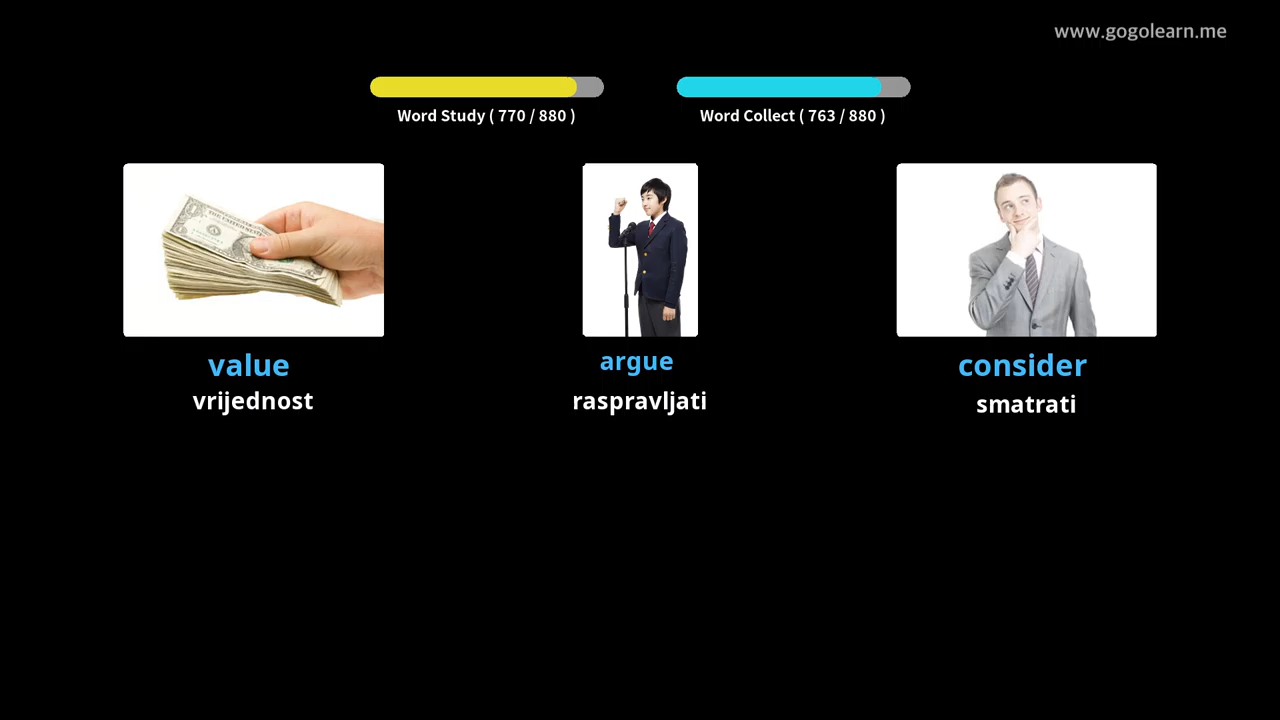 www.gogolearn.me
Word Study ( 770 / 880 )
Word Collect ( 763 / 880 )
value
argue
consider
vrijednost
raspravljati
smatrati